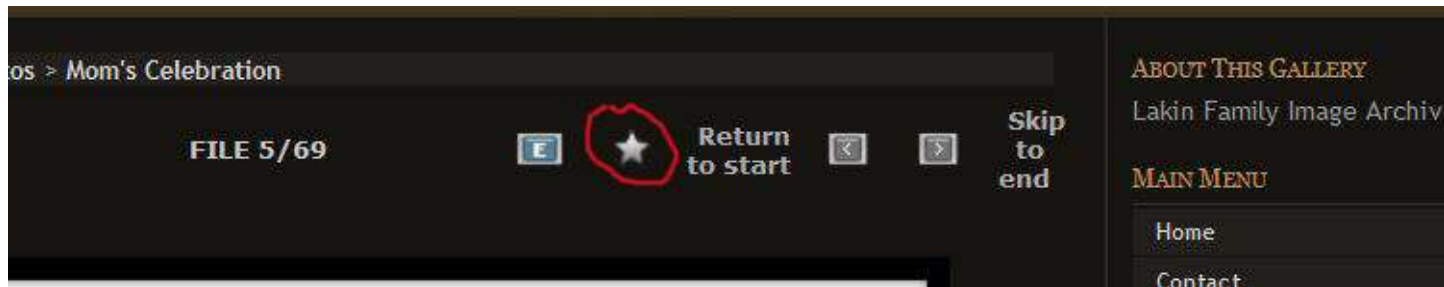 os > Mom's Celebration
FILE 5/69
E
Return
to start
<
>
Skip
to
end
ABOUT THIS GALLERY
Lakin Family Image Archiv
MAIN MENU
Home
Contact